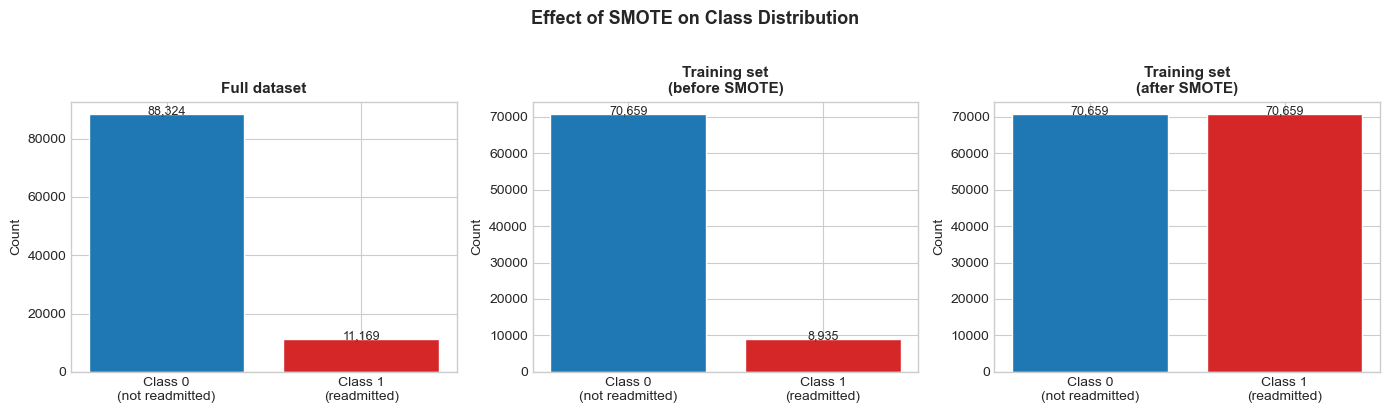 Effect of SMOTE on Class Distribution
Full dataset
88,324
11,169
80000
60000
40000
20000
0
Count
Class 0
(not readmitted)
Class 1
(readmitted)
Training set
(before SMOTE)
70,659
8,935
70000
60000
50000
40000
30000
20000
10000
0
Count
Class 0
(not readmitted)
Class 1
(readmitted)
Training set
(after SMOTE)
70,659
70,659
70000
60000
50000
40000
30000
20000
10000
0
Count
Class 0
(not readmitted)
Class 1
(readmitted)